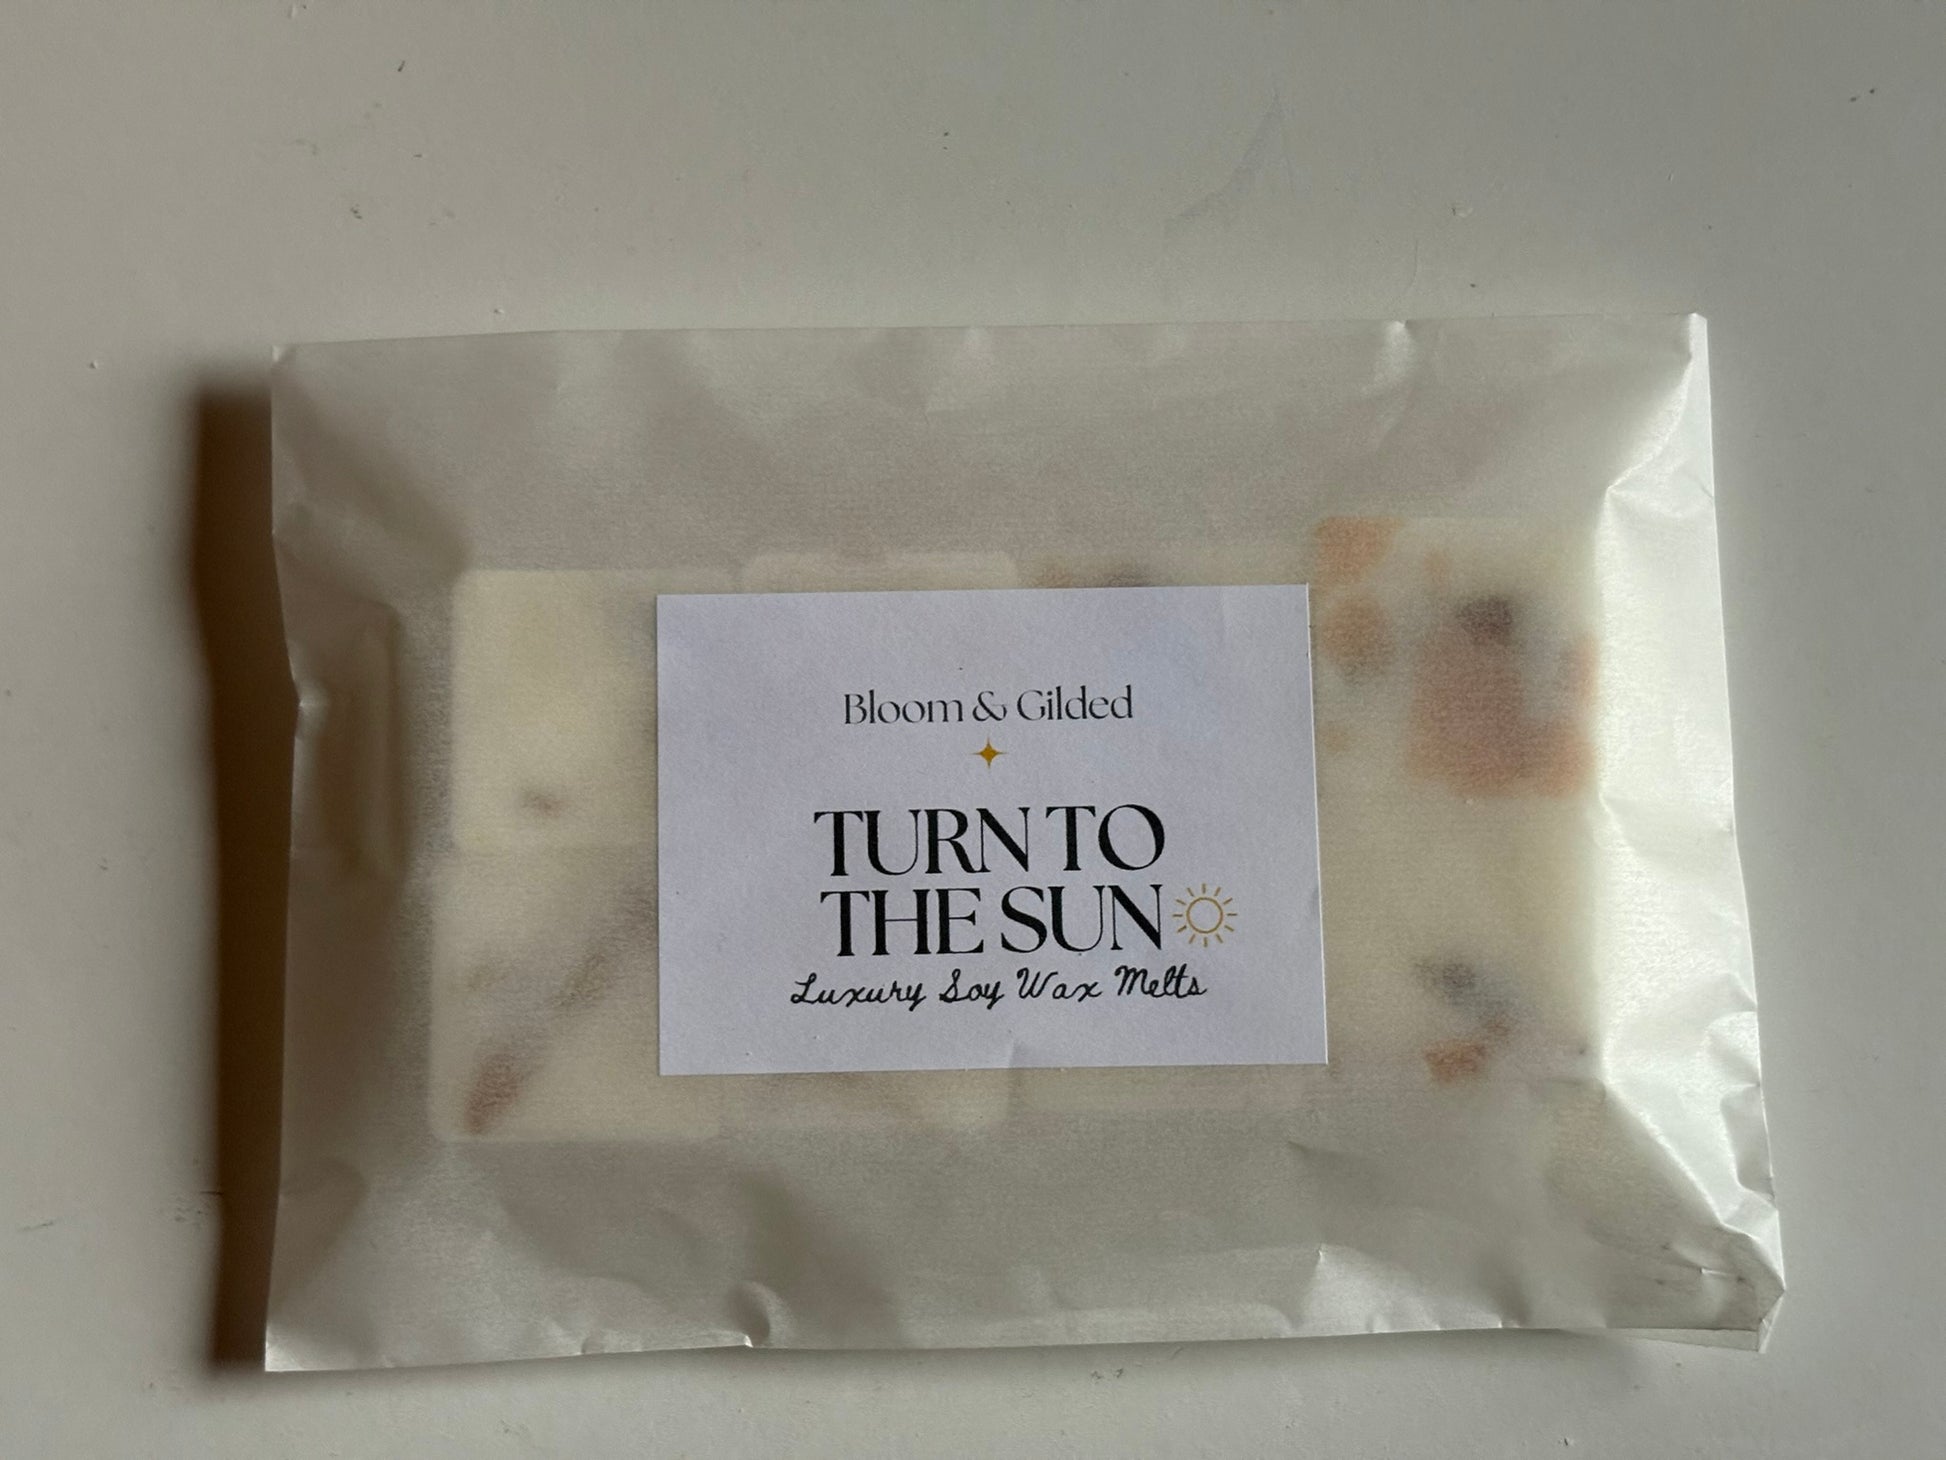 Bloom & Gilded
TURN TO
THE SUN
Luxury Soy Wax Melts